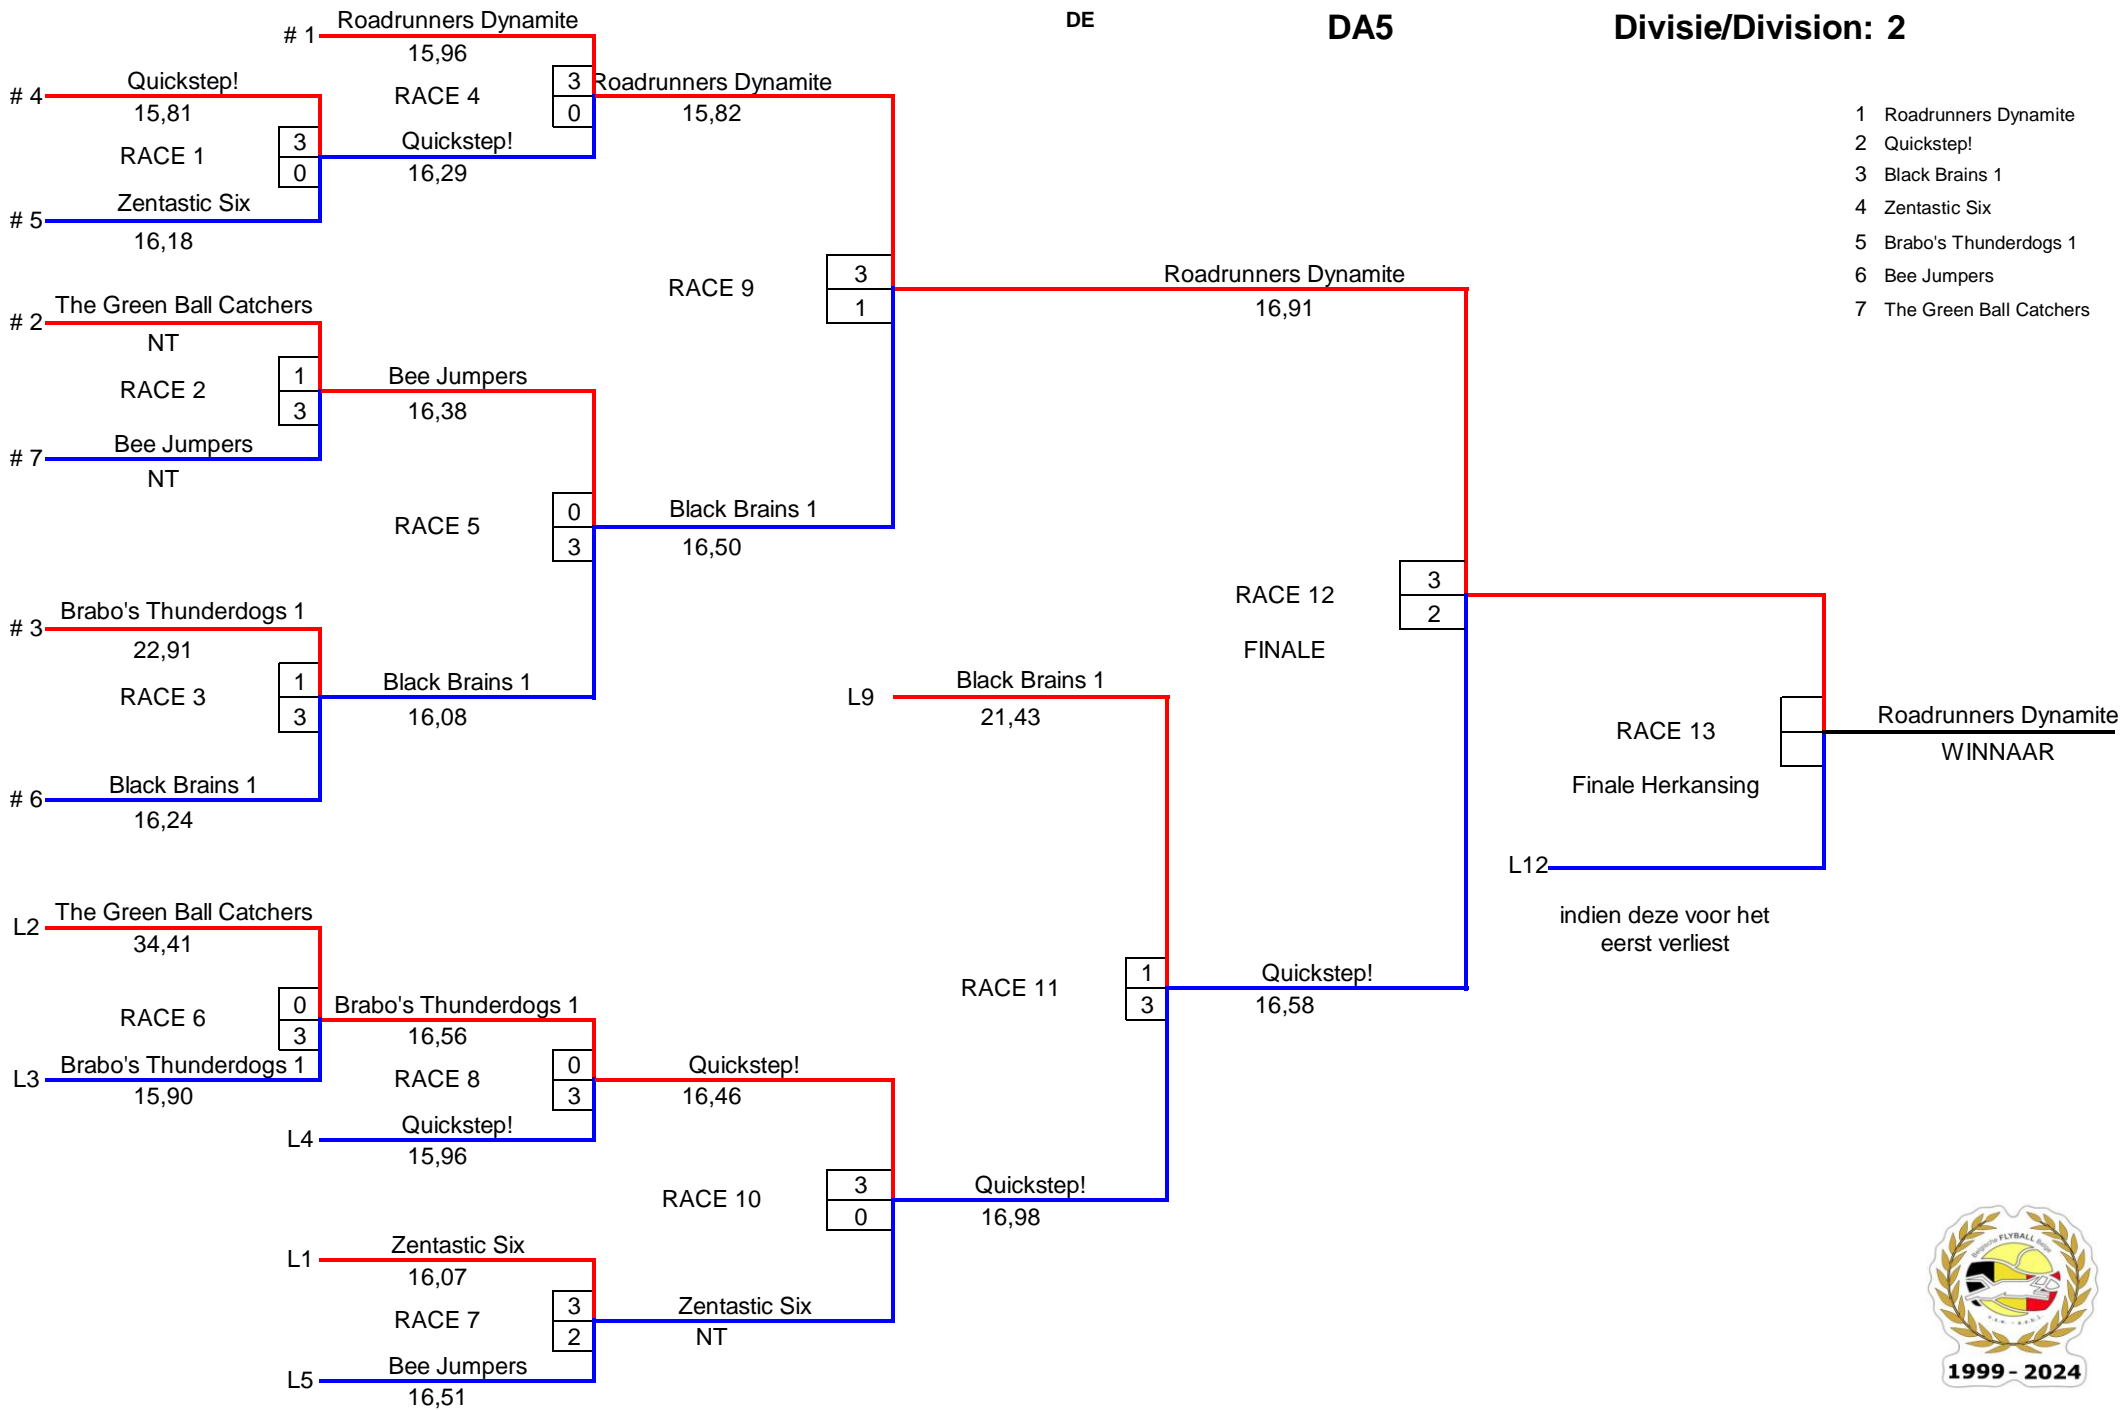 DE
DA5
Divisie/Division: 2
# 1
Roadrunners Dynamite
15,96
RACE 4
3
0
# 4
Quickstep!
15,81
RACE 1
3
0
Quickstep!
16,29
# 5
Zentastic Six
16,18
Roadrunners Dynamite
15,82
1 Roadrunners Dynamite
2 Quickstep!
3 Black Brains 1
4 Zentastic Six
5 Brabo's Thunderdogs 1
6 Bee Jumpers
7 The Green Ball Catchers
# 2
The Green Ball Catchers
NT
RACE 2
1
3
# 7
Bee Jumpers
NT
Bee Jumpers
16,38
RACE 9
3
1
Roadrunners Dynamite
16,91
RACE 5
0
3
Black Brains 1
16,50
# 3
Brabo's Thunderdogs 1
22,91
RACE 3
1
3
# 6
Black Brains 1
16,24
Black Brains 1
16,08
RACE 12
3
2
FINALE
L9
Black Brains 1
21,43
RACE 13
Finale Herkansing
Roadrunners Dynamite
WINNAAR
L12
indien deze voor het
eerst verliest
L2
The Green Ball Catchers
34,41
RACE 6
0
3
L3
Brabo's Thunderdogs 1
15,90
Brabo's Thunderdogs 1
16,56
RACE 8
0
3
L4
Quickstep!
15,96
RACE 11
1
3
Quickstep!
16,58
Quickstep!
16,46
RACE 10
3
0
Quickstep!
16,98
L1
Zentastic Six
16,07
RACE 7
3
2
L5
Bee Jumpers
16,51
Zentastic Six
NT
Belgische FLYBALL Belge
v.z.w. - a.s.b.l.
1999 - 2024